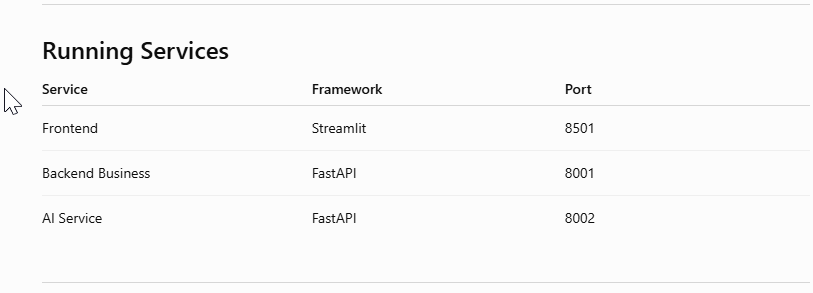 Running Services
Service Framework Port
Frontend Streamlit 8501
Backend Business FastAPI 8001
AI Service FastAPI 8002